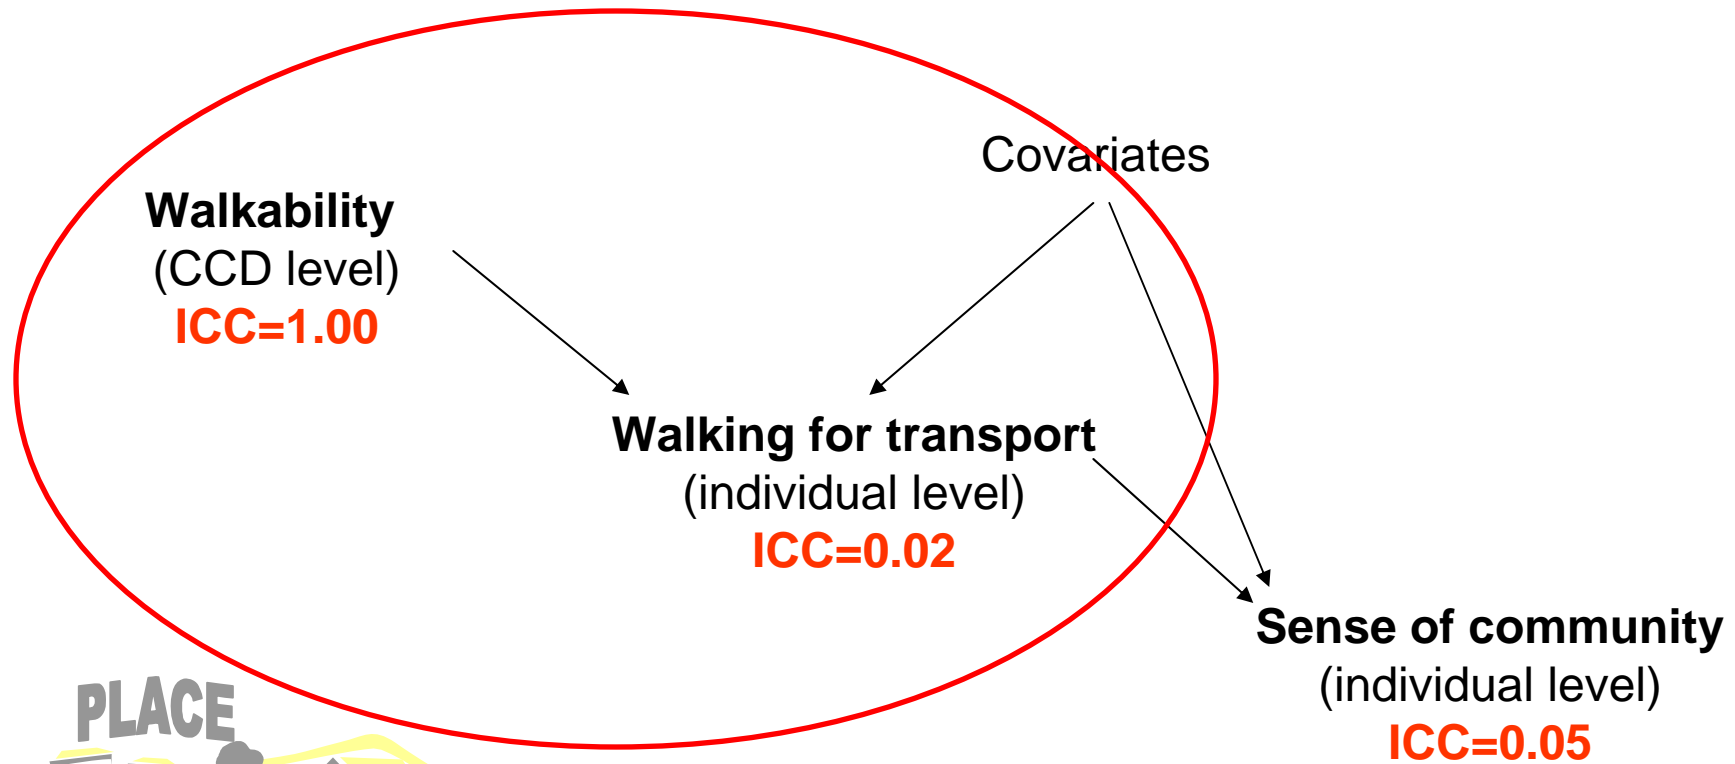 Covariates
Walkability
(CCD level)
ICC=1.00
Walking for transport
(individual level)
ICC=0.02
Sense of community
(individual level)
ICC=0.05
PLACE